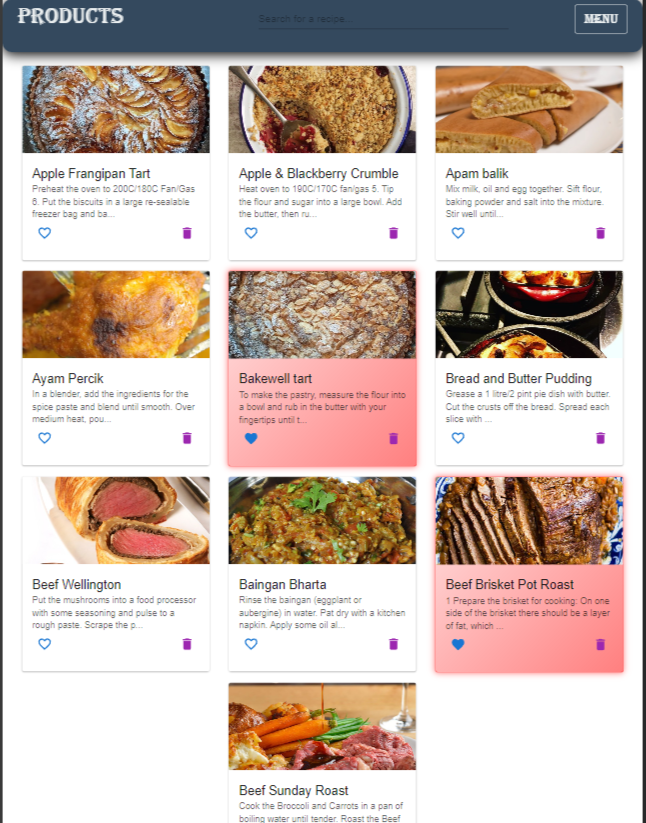 PRODUCTS
Search for a recipe...
MENU
Apple Frangipan Tart
Preheat the oven to 200C/180C Fan/Gas
6. Put the biscuits in a large re-sealable
freezer bag and ba...
Apple & Blackberry Crumble
Heat oven to 190C/170C fan/gas 5. Tip
the flour and sugar into a large bowl. Add
the butter, then ru...
Apam balik
Mix milk, oil and egg together. Sift flour,
baking powder and salt into the mixture.
Stir well until...
Ayam Percik
In a blender, add the ingredients for the
spice paste and blend until smooth. Over
medium heat, pou...
Bakewell tart
To make the pastry, measure the flour into
a bowl and rub in the butter with your
fingertips until t...
Bread and Butter Pudding
Grease a 1 litre/2 pint pie dish with butter.
Cut the crusts off the bread. Spread each
slice with ...
Beef Wellington
Put the mushrooms into a food processor
with some seasoning and pulse to a
rough paste. Scrape the p...
Baingan Bharta
Rinse the baingan (eggplant or
aubergine) in water. Pat dry with a kitchen
napkin. Apply some oil al...
Beef Brisket Pot Roast
1 Prepare the brisket for cooking: On one
side of the brisket there should be a layer
of fat, which ...
Beef Sunday Roast
Cook the Broccoli and Carrots in a pan of
boiling water until tender. Roast the Beef